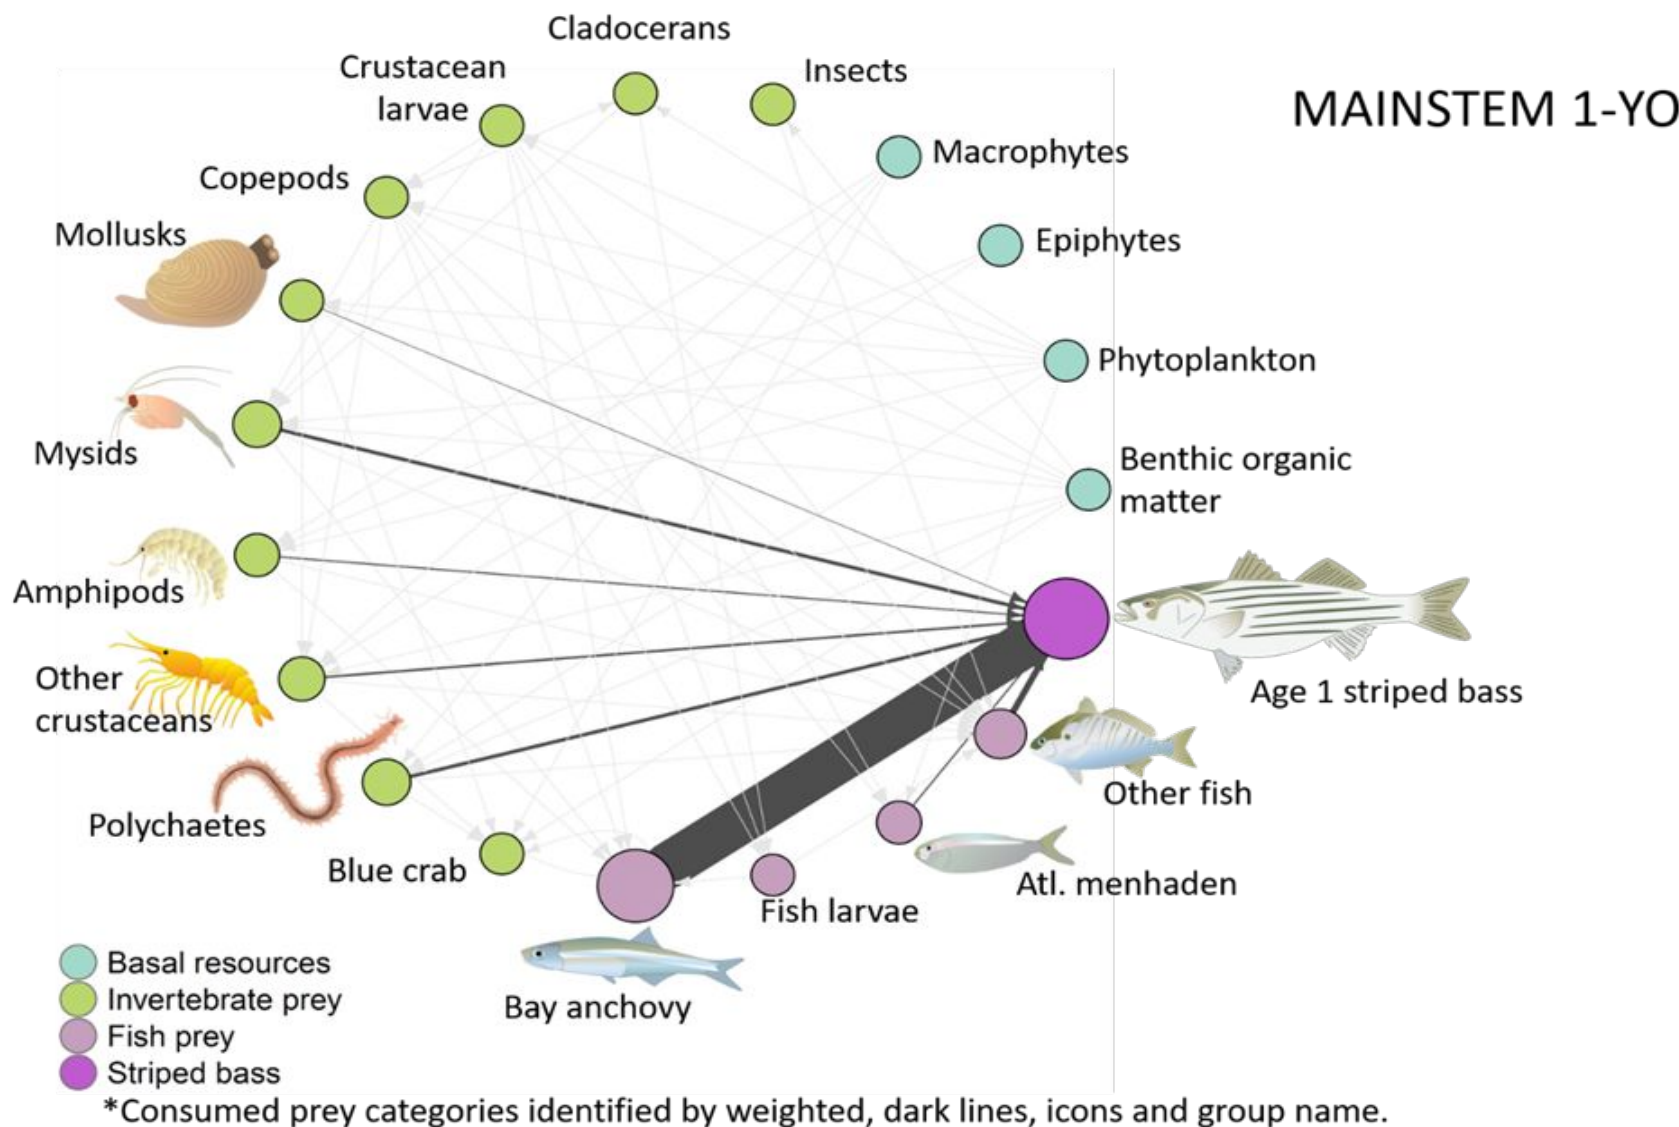 Cladocerans
Crustacean
larvae
Insects
MAINSTEM 1-YO
Macrophytes
Copepods
Mollusks
Epiphytes
Phytoplankton
Mysids
Benthic organic
matter
Amphipods
Other
crustaceans
Age 1 striped bass
Polychaetes
Other fish
Blue crab
Atl. menhaden
Fish larvae
Bay anchovy
Basal resources
Invertebrate prey
Fish prey
Striped bass
*Consumed prey categories identified by weighted, dark lines, icons and group name.